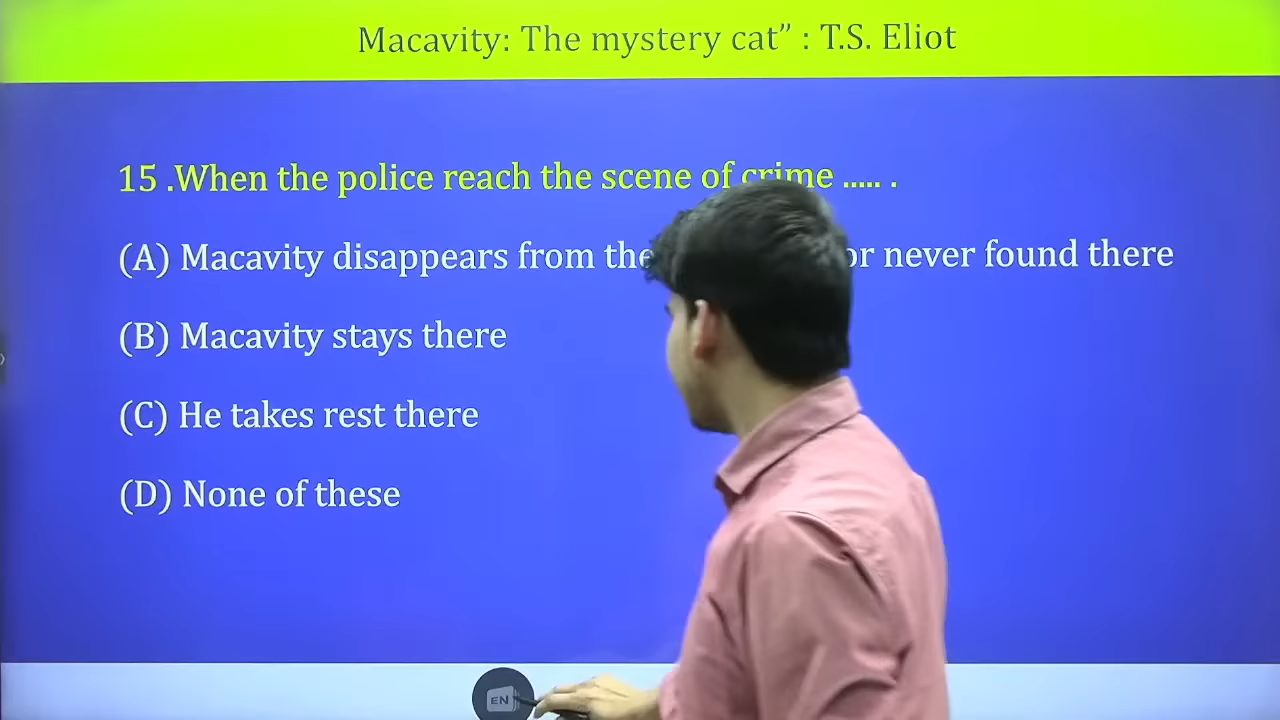 Macavity: The mystery cat” : T.S. Eliot
15 .When the police reach the scene of crime ..... .
(A) Macavity disappears from the or never found there
(B) Macavity stays there
(C) He takes rest there
(D) None of these
EN